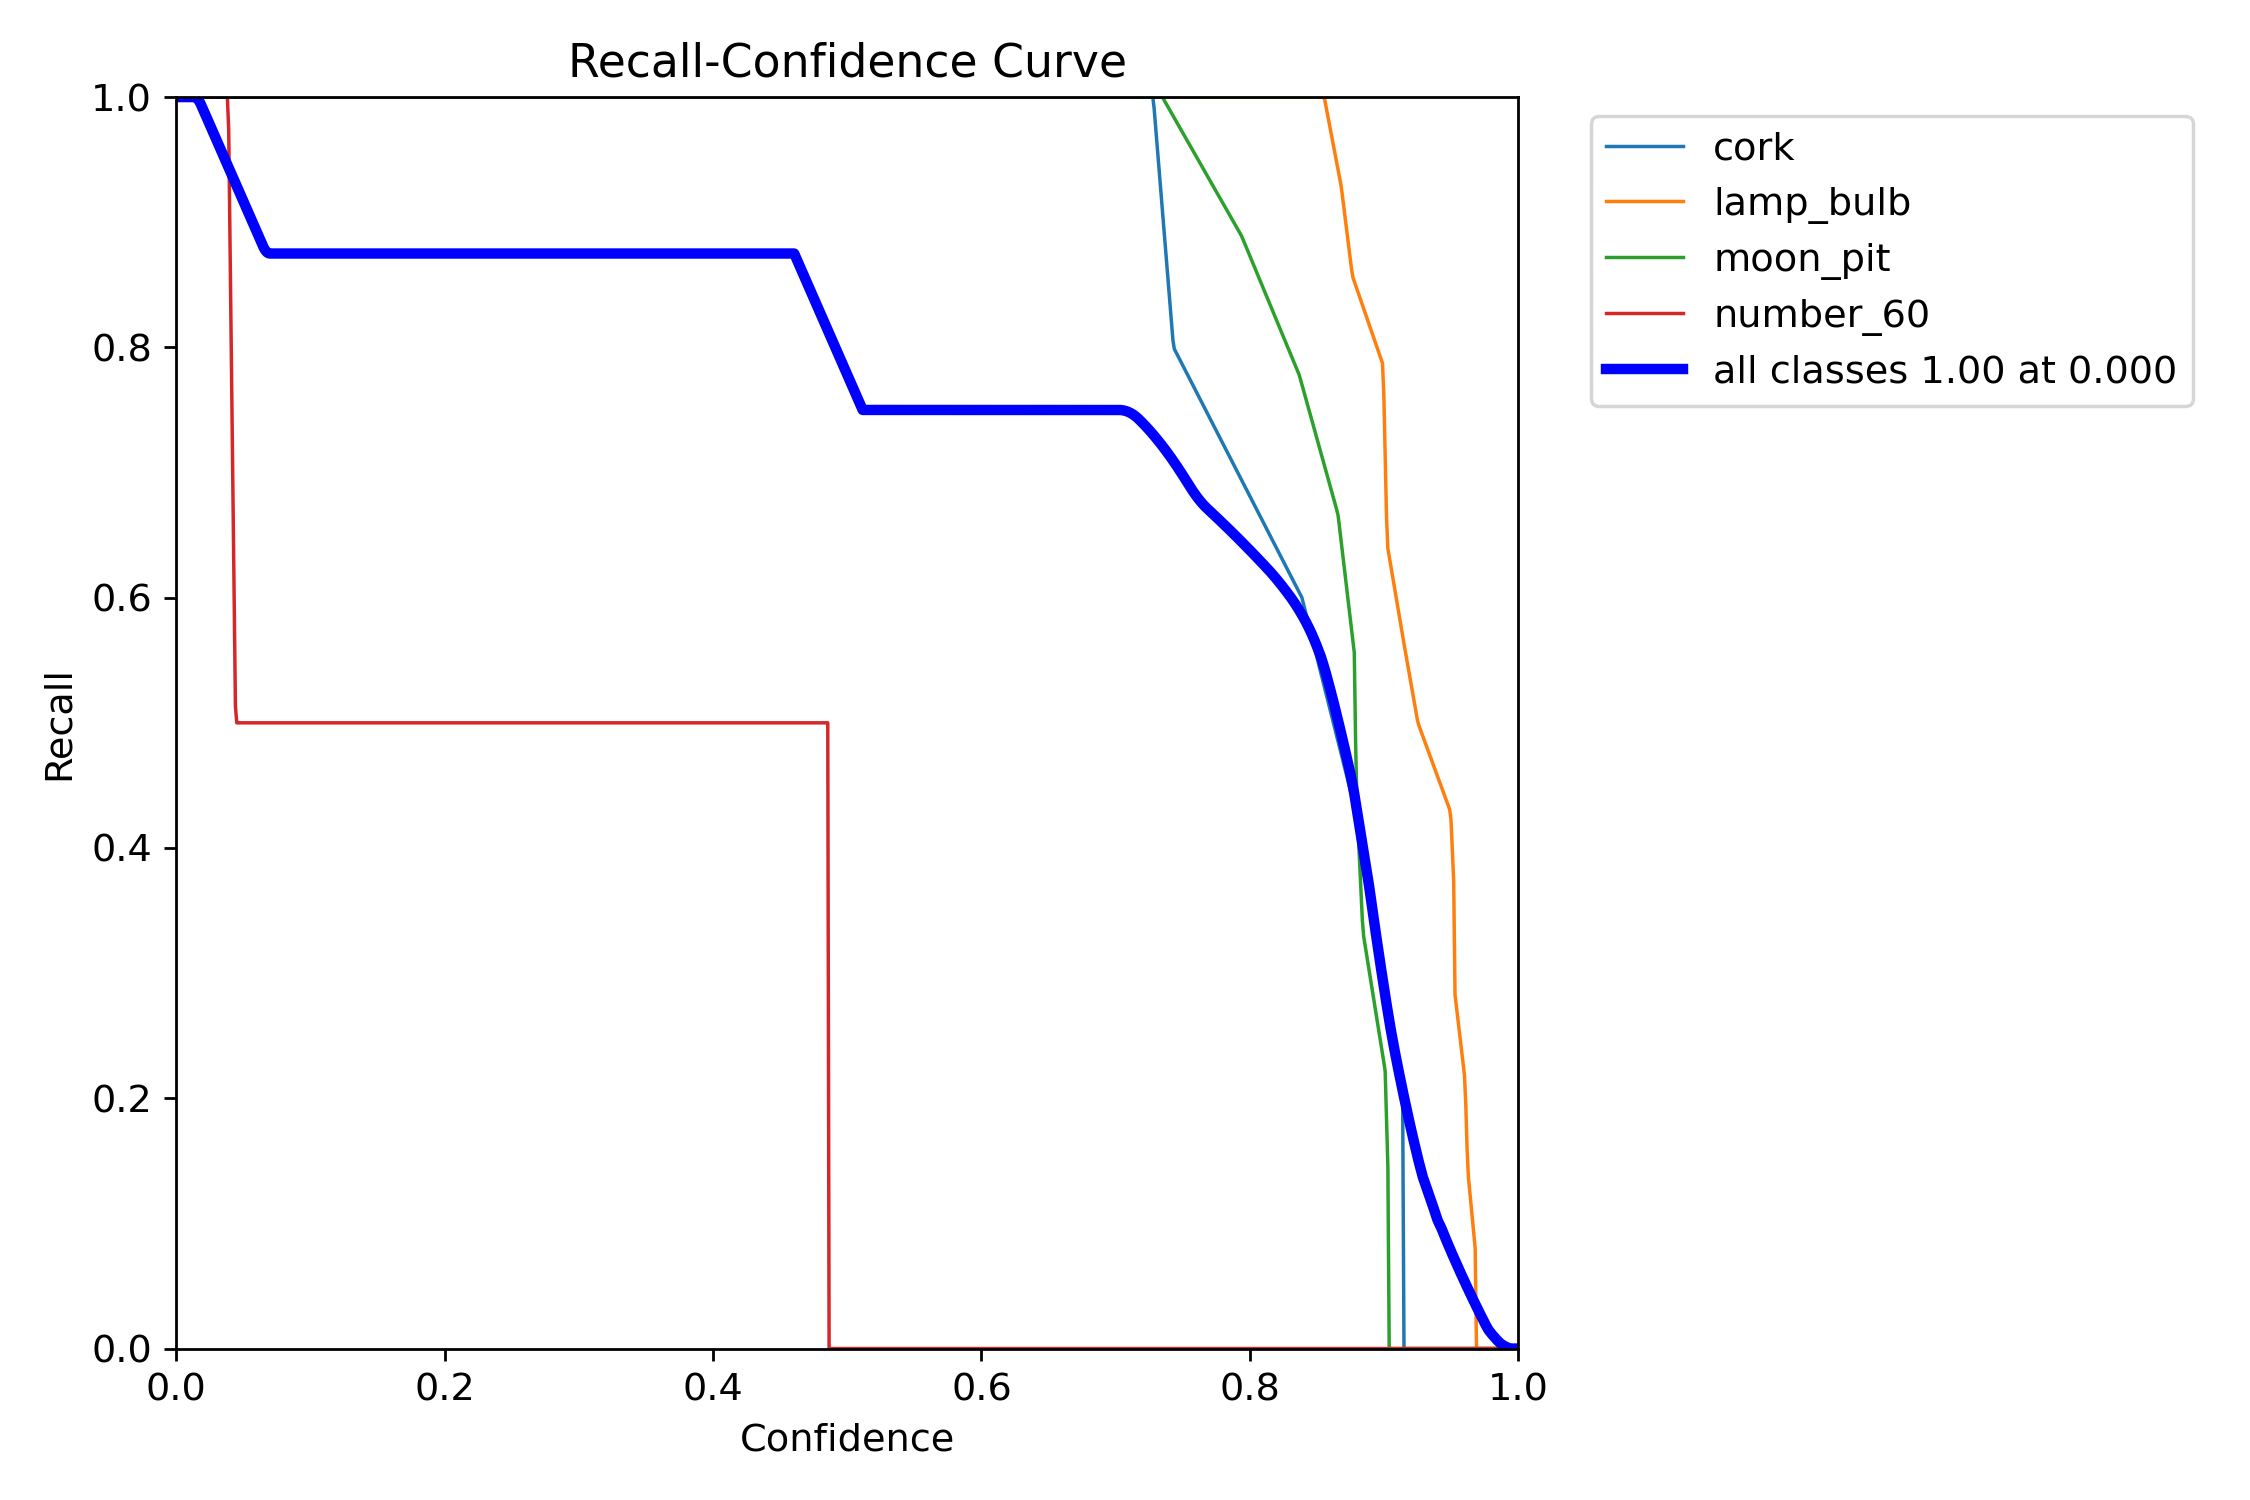 Recall-Confidence Curve
1.0
0.8
0.6
0.4
0.2
0.0
Recall
0.0 0.2 0.4 0.6 0.8 1.0
Confidence
cork
lamp_bulb
moon_pit
number_60
all classes 1.00 at 0.000